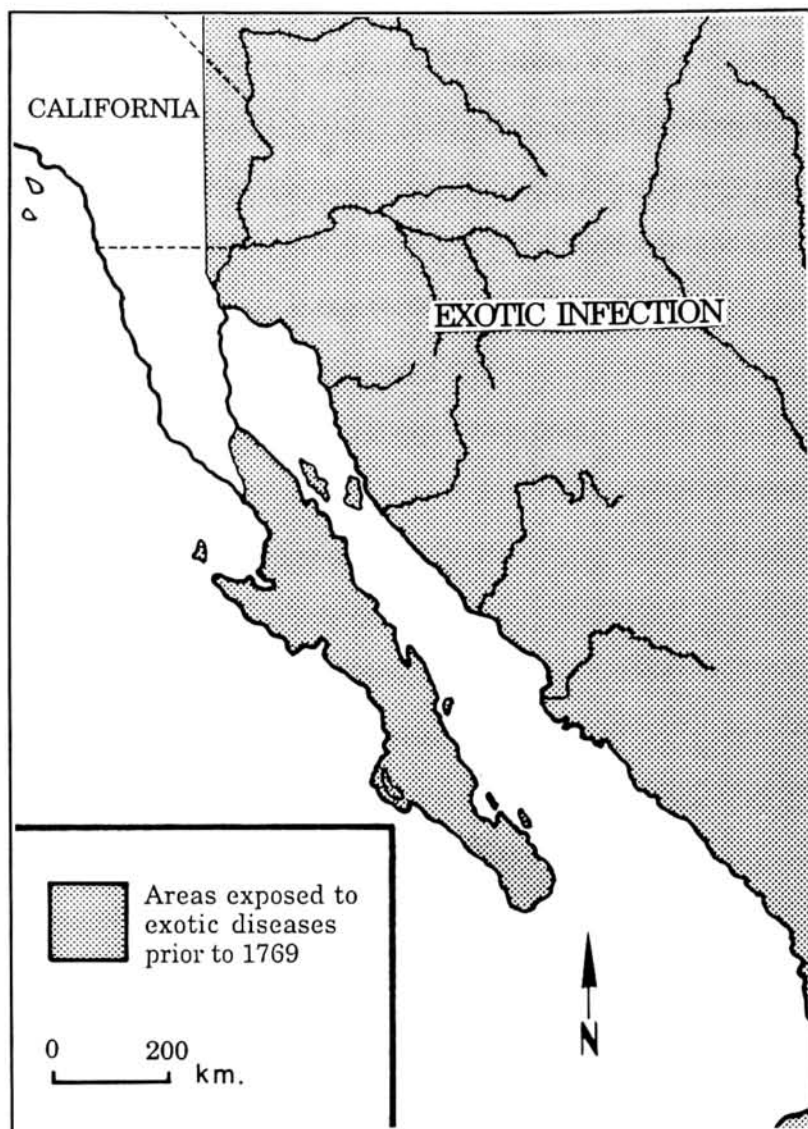 CALIFORNIA
EXOTIC INFECTION
Areas exposed to
exotic diseases
prior to 1769
0 200
km.
N